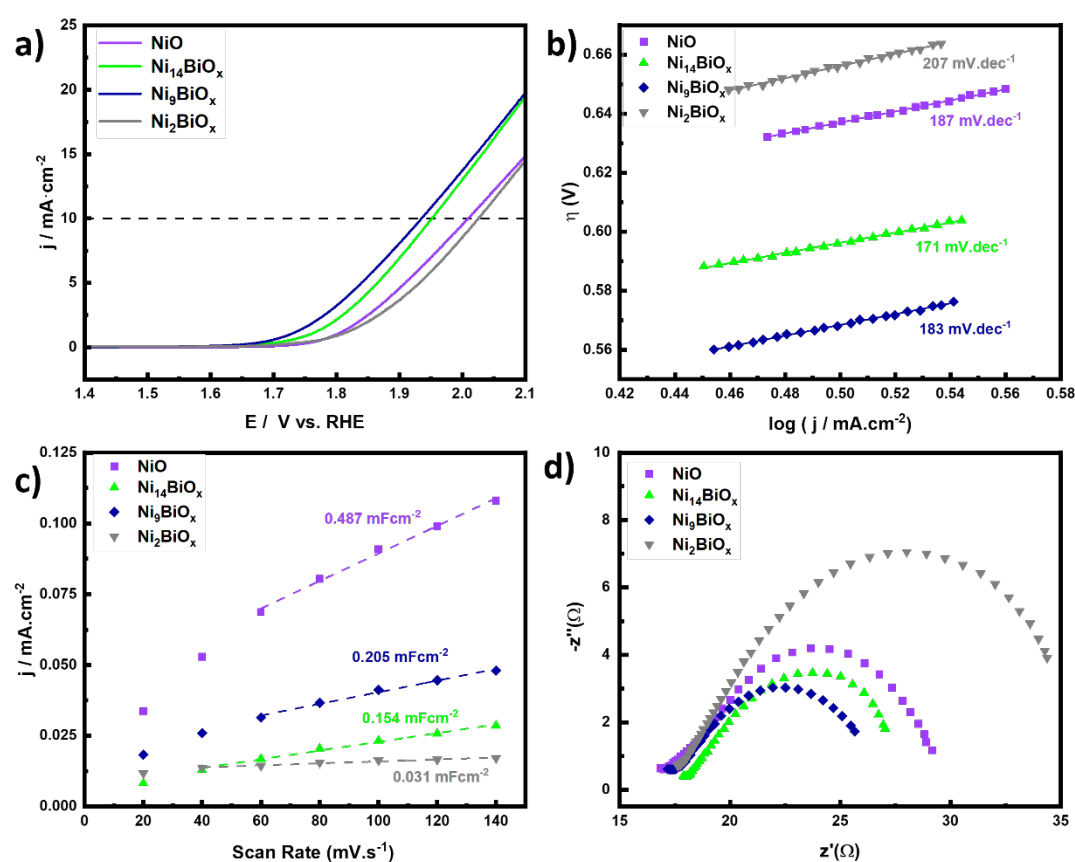 a)
NiO
Ni14BiOx
Ni9BiOx
Ni2BiOx
25
20
15
10
5
0
j / mA·cm-2
1.4 1.5 1.6 1.7 1.8 1.9 2.0 2.1
E / V vs. RHE
b)
NiO
Ni14BiOx
Ni9BiOx
Ni2BiOx
207 mV.dec-1
187 mV.dec-1
171 mV.dec-1
183 mV.dec-1
0.66
0.64
0.60
0.58
0.56
η (V)
0.42 0.44 0.46 0.48 0.50 0.52 0.54 0.56 0.58
log ( j / mA.cm-2)
c)
NiO
Ni14BiOx
Ni9BiOx
Ni2BiOx
0.487 mFcm-2
0.205 mFcm-2
0.154 mFcm-2
0.031 mFcm-2
0.125
0.100
0.075
0.050
0.025
0.000
j / mA.cm-2
0 20 40 60 80 100 120 140
Scan Rate (mV.s-1)
d)
NiO
Ni14BiOx
Ni9BiOx
Ni2BiOx
10
8
6
4
2
0
-z''(Ω)
15 20 25 30 35
z'(Ω)